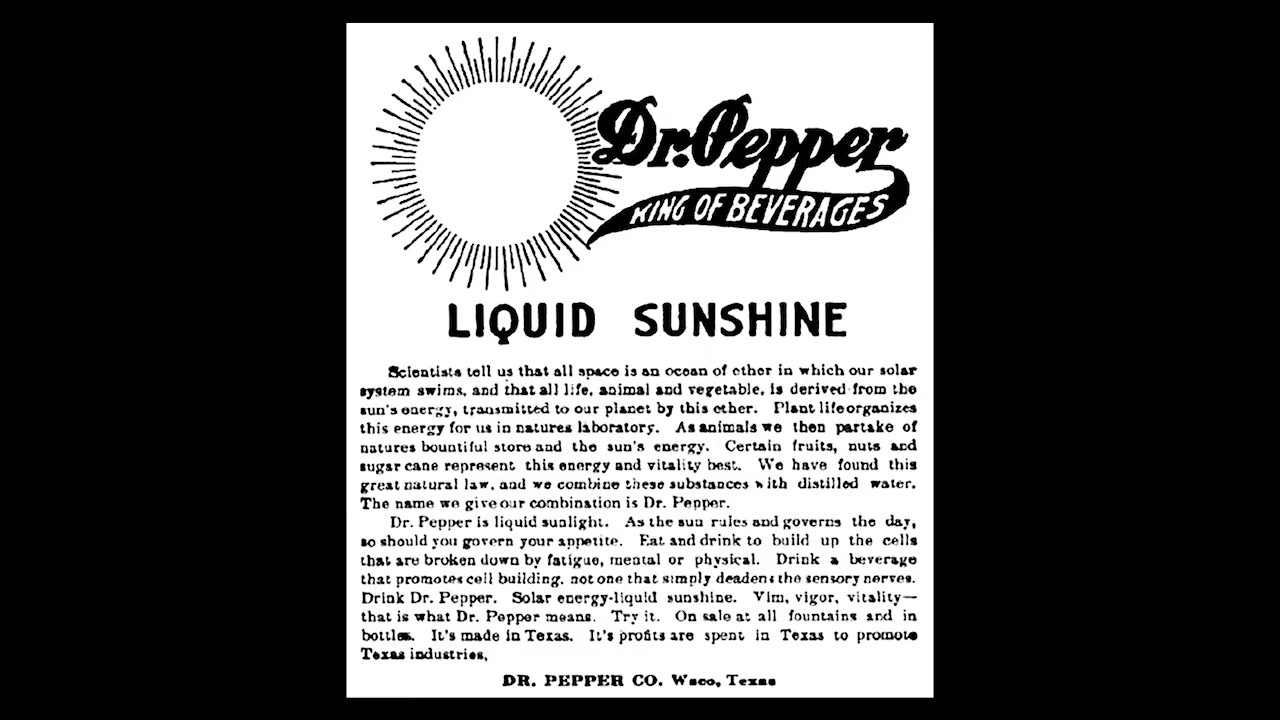 Dr. Pepper
KING OF BEVERAGES
LIQUID SUNSHINE
Scientists tell us that all space is an ocean of ether in which our solar
system swims, and that all life, animal and vegetable, is derived from the
sun's energy, transmitted to our planet by this ether. Plant life organizes
this energy for us in natures laboratory. As animals we then partake of
natures bountiful store and the sun's energy. Certain fruits, nuts and
sugar cane represent this energy and vitality best. We have found this
great natural law, and we combine these substances with distilled water.
The name we give our combination is Dr. Pepper.
Dr. Pepper is liquid sunlight. As the sun rules and governs the day,
so should you govern your appetite. Eat and drink to build up the cells
that are broken down by fatigue, mental or physical. Drink a beverage
that promotes cell building, not one that simply deadens the sensory nerves.
Drink Dr. Pepper. Solar energy-liquid sunshine. Vim, vigor, vitality—
that is what Dr. Pepper means. Try it. On sale at all fountains and in
bottles. It's made in Texas. It's profits are spent in Texas to promote
Texas industries,
DR. PEPPER CO. Waco, Texas